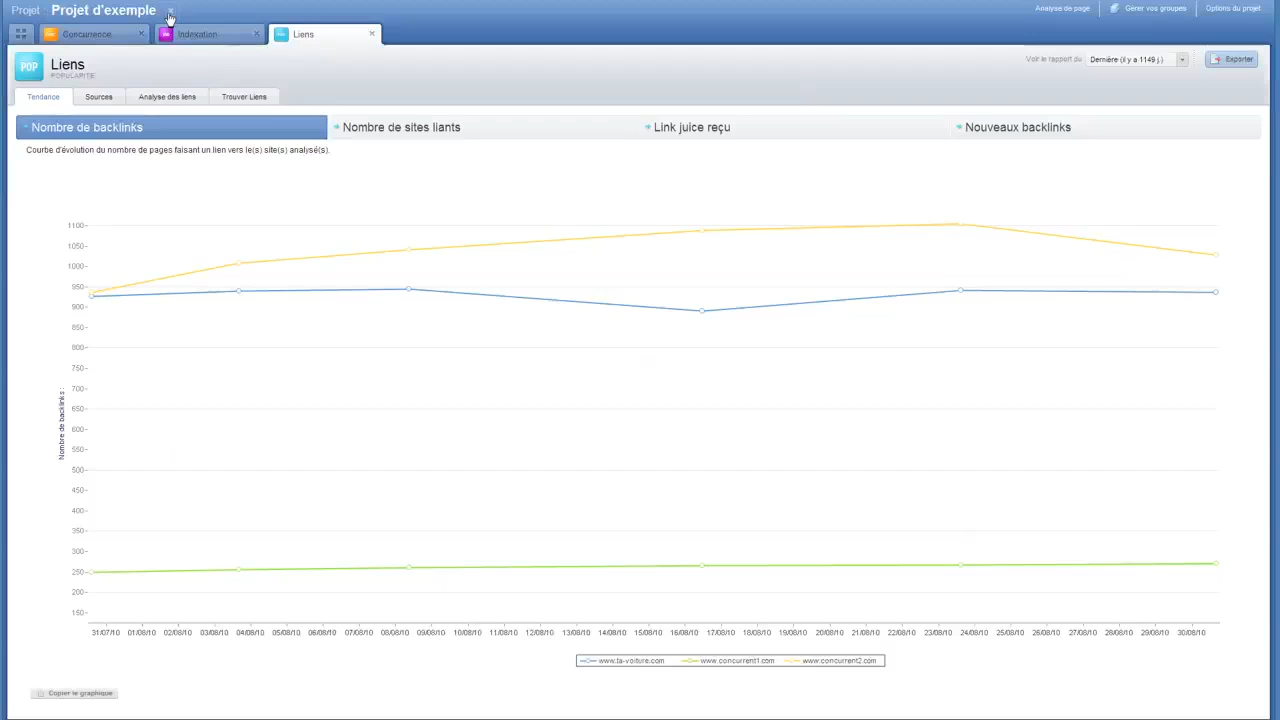 Projet Projet d'exemple
Analyse de page Gérer vos groupes Options du projet
Concurrence Indexation Liens
POP Liens
POPULARITE
Voir le rapport du Dernière (il y a 1149 j.) Exporter
Tendance Sources Analyse des liens Trouver Liens
Nombre de backlinks Nombre de sites liants Link juice reçu Nouveaux backlinks
Courbe d'évolution du nombre de pages faisant un lien vers le(s) site(s) analysé(s).
1100
1050
1000
950
900
850
800
750
700
650
600
550
500
450
400
350
300
250
200
150
Nombre de backlinks :
31/07/10 01/08/10 02/08/10 03/08/10 04/08/10 05/08/10 06/08/10 07/08/10 08/08/10 09/08/10 10/08/10 11/08/10 12/08/10 13/08/10 14/08/10 15/08/10 16/08/10 17/08/10 18/08/10 19/08/10 20/08/10 21/08/10 22/08/10 23/08/10 24/08/10 25/08/10 26/08/10 27/08/10 28/08/10 29/08/10 30/08/10
www.ta-voiture.com www.concurrent1.com www.concurrent2.com
Copier le graphique